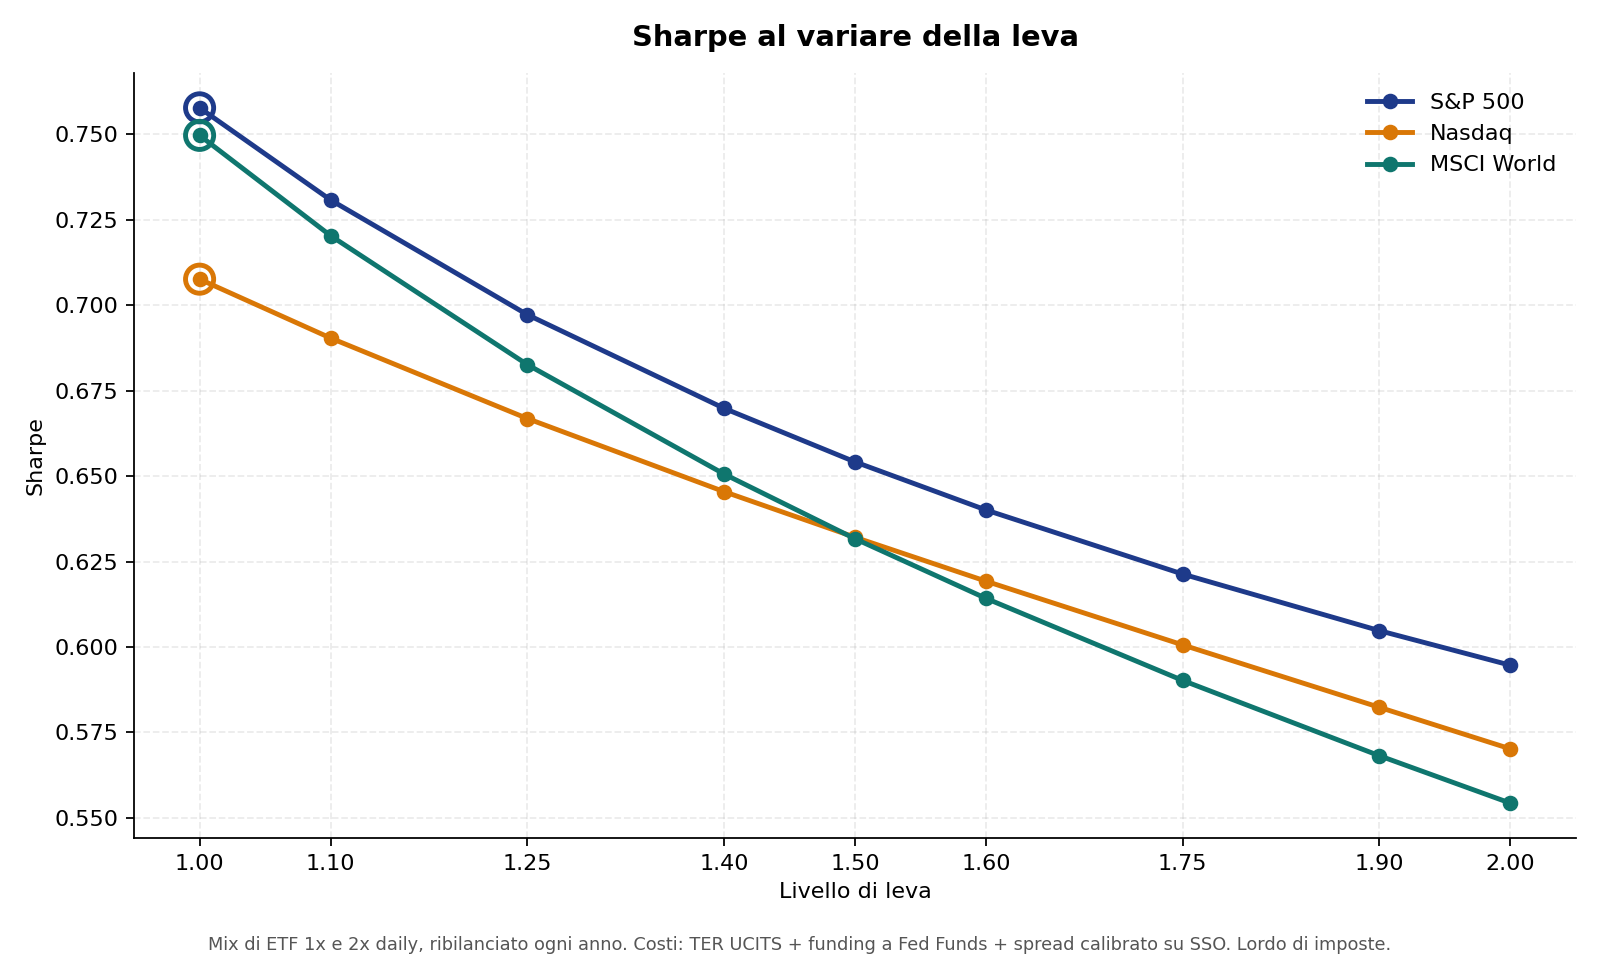 Sharpe al variare della leva
S&P 500
Nasdaq
MSCI World
Sharpe
0.750
0.725
0.700
0.675
0.650
0.625
0.600
0.575
0.550
1.00 1.10 1.25 1.40 1.50 1.60 1.75 1.90 2.00
Livello di leva
Mix di ETF 1x e 2x daily, ribilanciato ogni anno. Costi: TER UCITS + funding a Fed Funds + spread calibrato su SSO. Lordo di imposte.